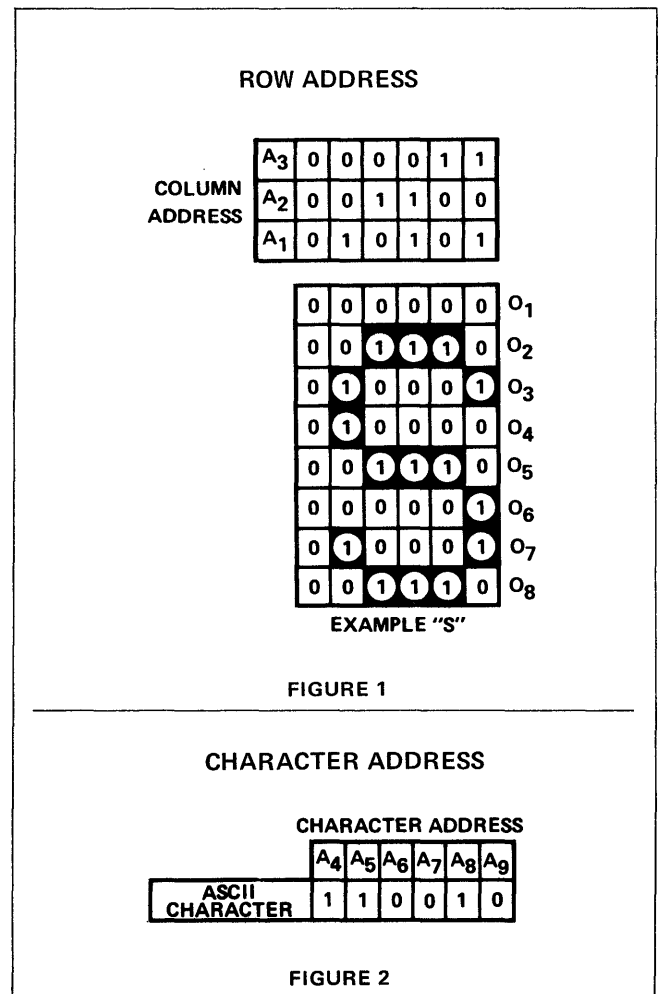 ROW ADDRESS
A3 0 0 0 0 1 1
COLUMN ADDRESS
A2 0 0 1 1 0 0
A1 0 1 0 1 0 1
0 0 0 0 0 0 O1
0 0 1 1 1 0 O2
0 1 0 0 0 1 O3
0 1 0 0 0 0 O4
0 0 1 1 1 0 O5
0 0 0 0 0 1 O6
0 1 0 0 0 1 O7
0 0 1 1 1 0 O8
EXAMPLE "S"
FIGURE 1
CHARACTER ADDRESS
CHARACTER ADDRESS
A4 A5 A6 A7 A8 A9
ASCII CHARACTER 1 1 0 0 1 0
FIGURE 2